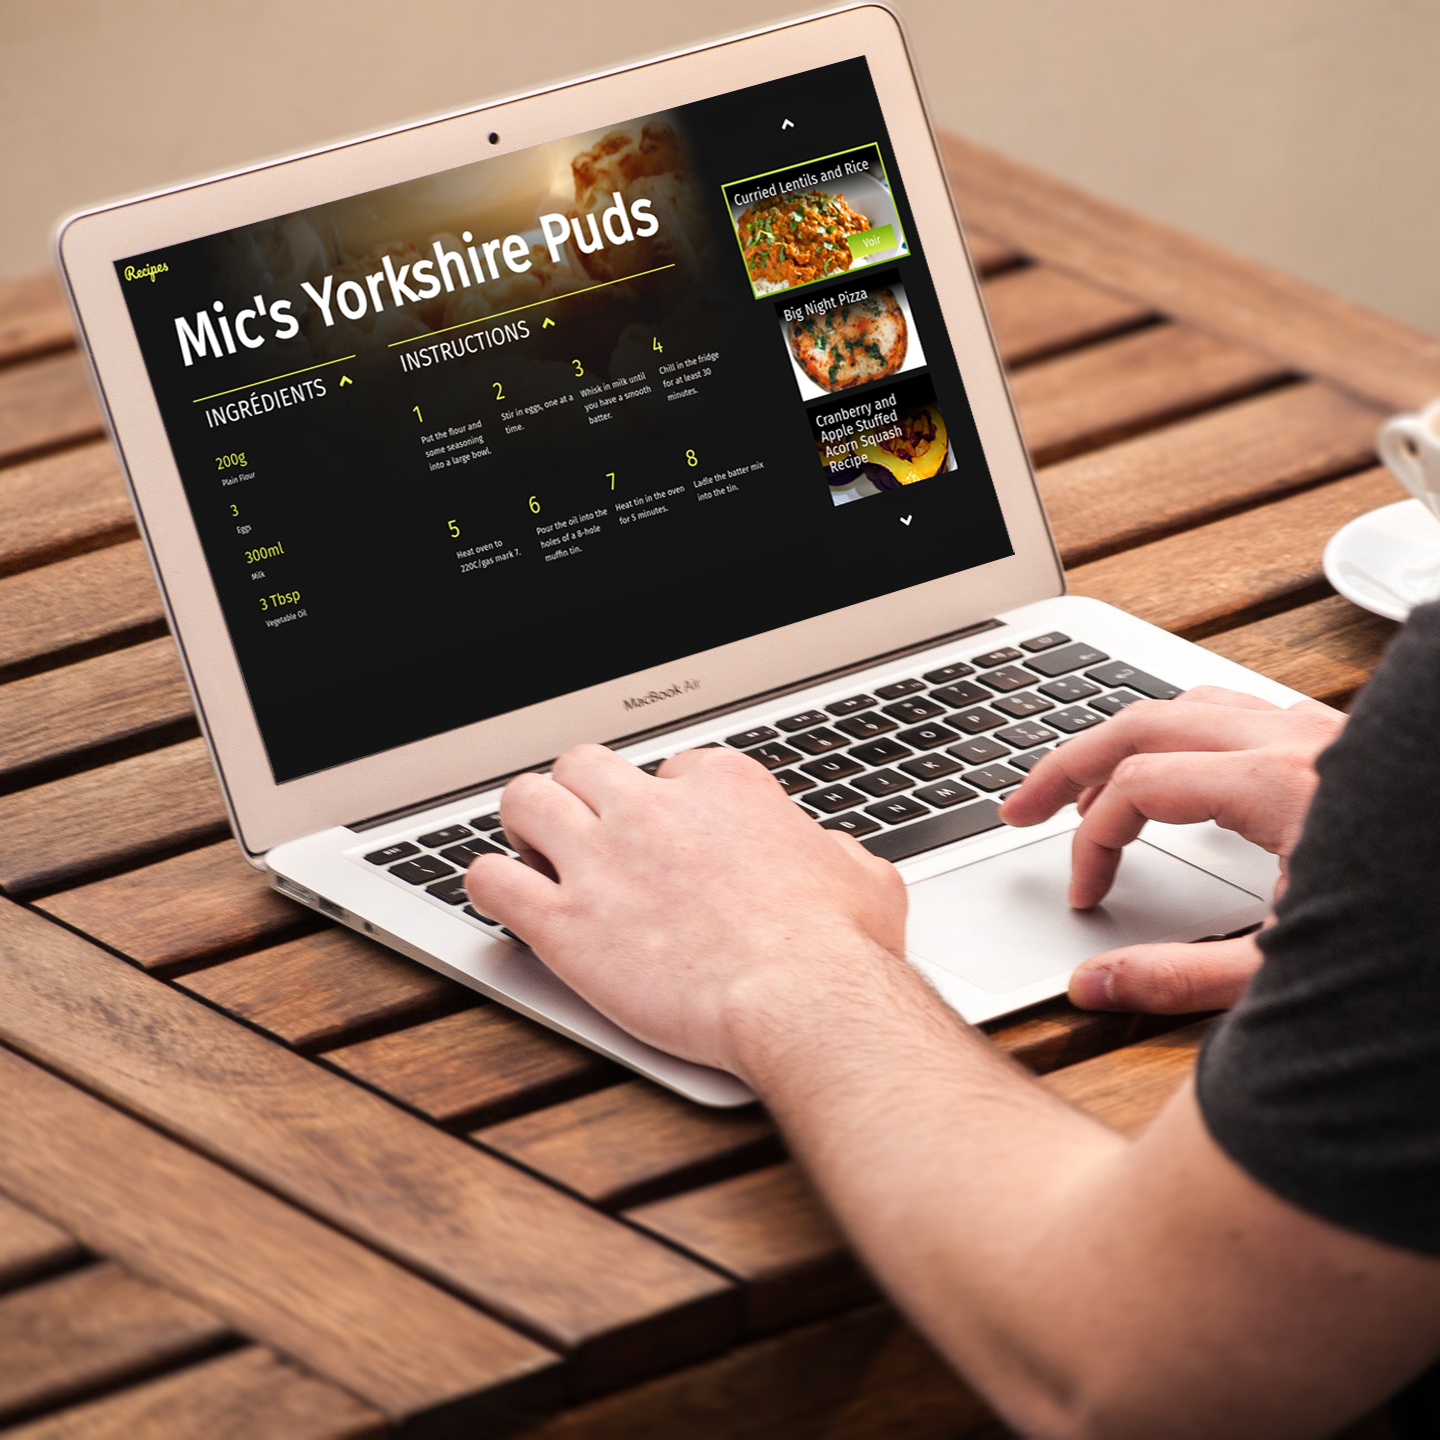 Recipes
Mic's Yorkshire Puds
INGRÉDIENTS
200g
Plain Flour
3
Eggs
300ml
Milk
3 Tbsp
Vegetable Oil
INSTRUCTIONS
1
Put the flour and
some seasoning
into a large bowl.
2
Stir in eggs, one at a
time.
3
Whisk in milk until
you have a smooth
batter.
4
Chill in the fridge
for at least 30
minutes.
5
Heat oven to
220C/gas mark 7.
6
Pour the oil into the
holes of a 8-hole
muffin tin.
7
Heat tin in the oven
for 5 minutes.
8
Ladle the batter mix
into the tin.
Curried Lentils and Rice
Voir
Big Night Pizza
Cranberry and
Apple Stuffed
Acorn Squash
Recipe
MacBook Air